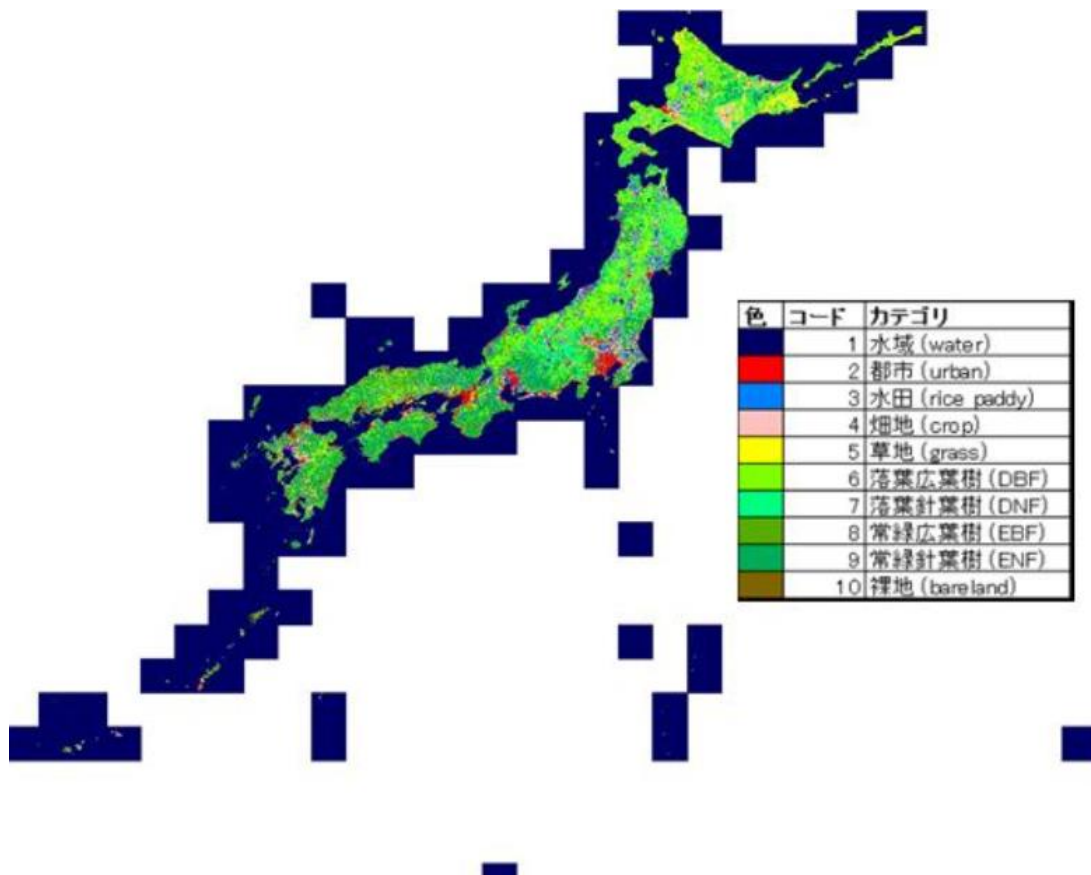 色 コード カテゴリ
1 水域 (water)
2 都市 (urban)
3 水田 (rice paddy)
4 畑地 (crop)
5 草地 (grass)
6 落葉広葉樹 (DBF)
7 落葉針葉樹 (DNF)
8 常緑広葉樹 (EBF)
9 常緑針葉樹 (ENF)
10 裸地 (bareland)